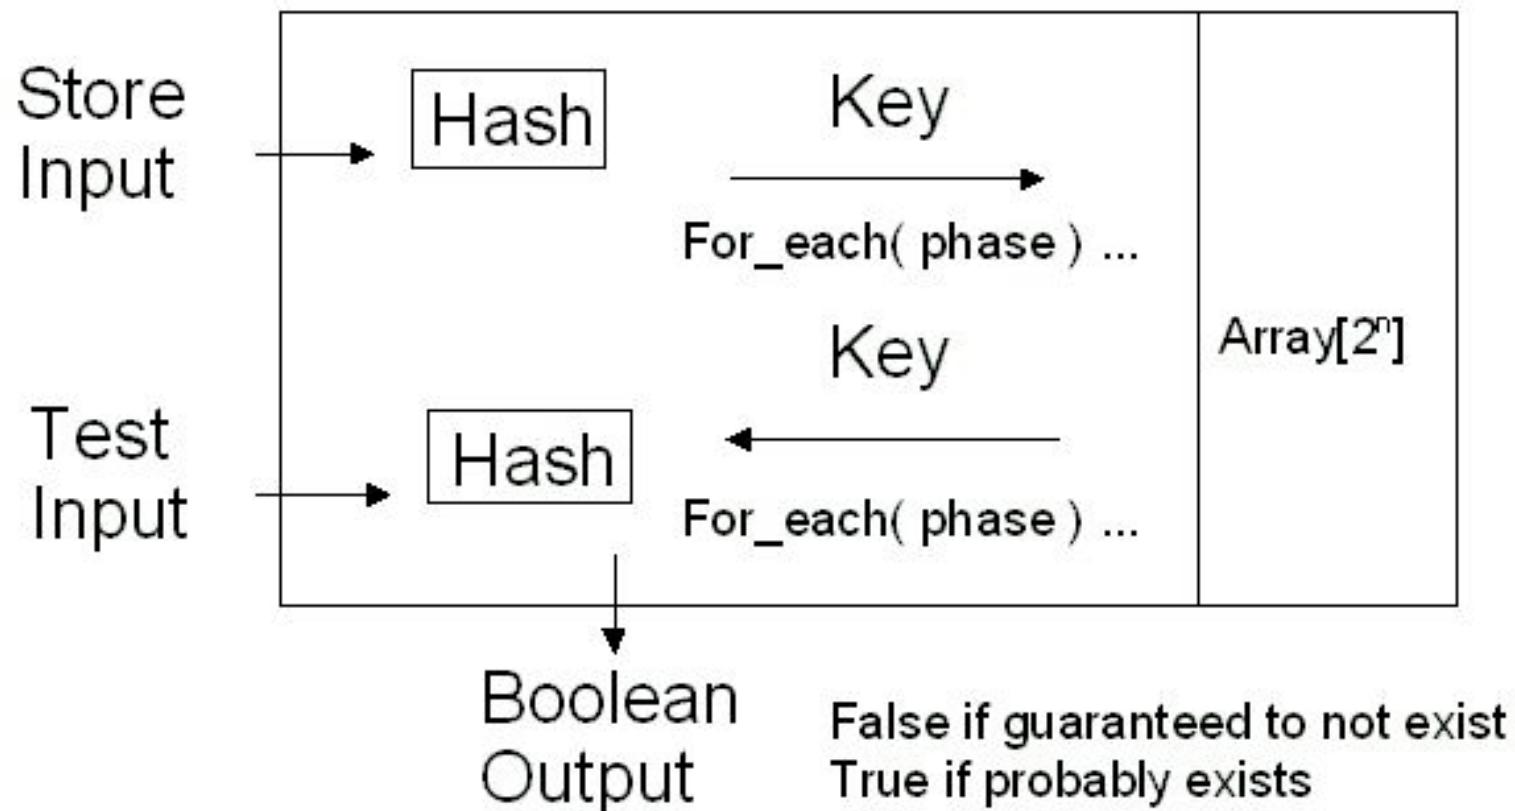 Store
Input
Hash
Key
For_each( phase ) ...
Array[2ⁿ]
Test
Input
Hash
Key
For_each( phase ) ...
Boolean
Output
False if guaranteed to not exist
True if probably exists